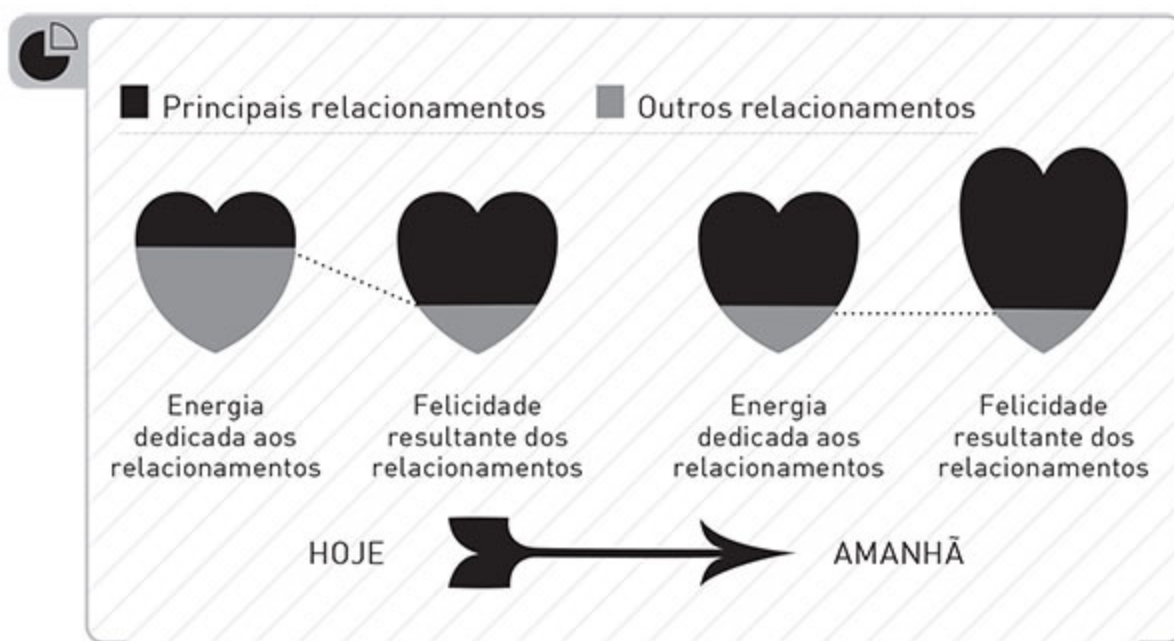 Principais relacionamentos
Outros relacionamentos
Energia
dedicada aos
relacionamentos
Felicidade
resultante dos
relacionamentos
Energia
dedicada aos
relacionamentos
Felicidade
resultante dos
relacionamentos
HOJE
AMANHÃ